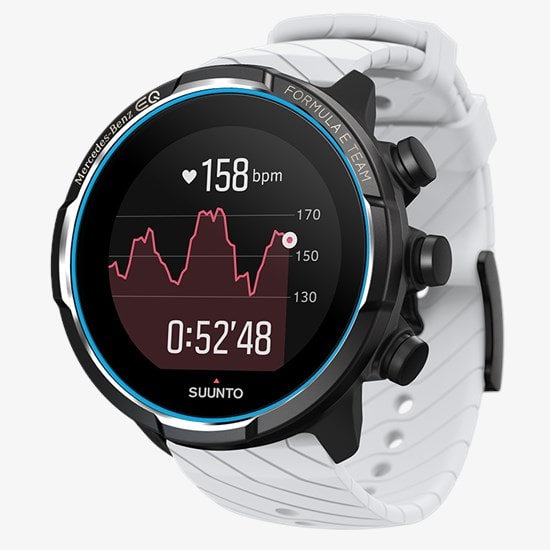 Mercedes-Benz EQ
FORMULA E TEAM
158 bpm
170
150
130
0:52'48
SUUNTO